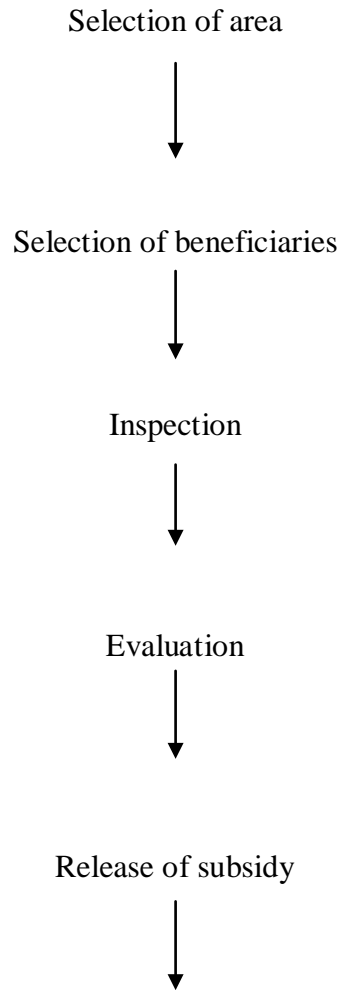 Selection of area
Selection of beneficiaries
Inspection
Evaluation
Release of subsidy